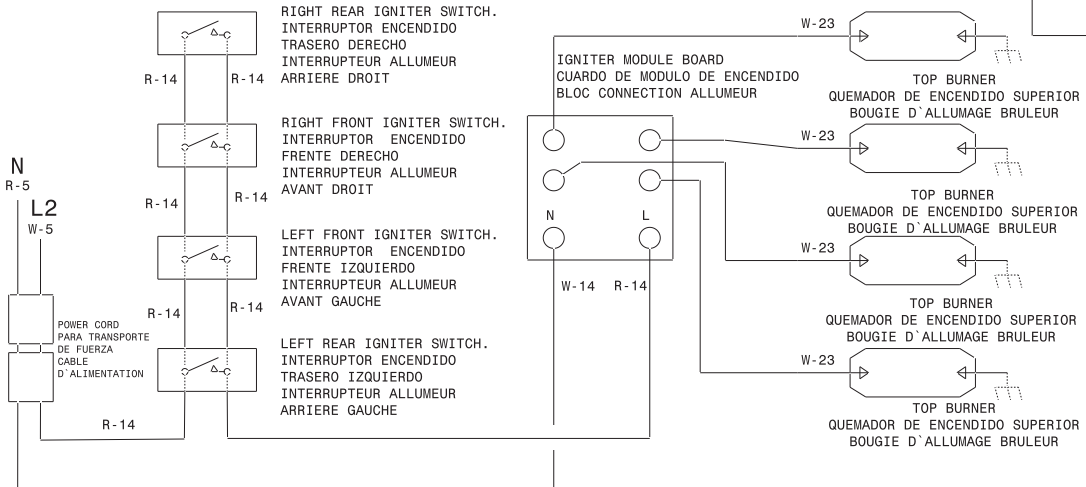 RIGHT REAR IGNITER SWITCH.
INTERRUPTOR ENCENDIDO
TRASERO DERECHO
INTERRUPTEUR ALLUMEUR
ARRIERE DROIT
R-14
R-14
RIGHT FRONT IGNITER SWITCH.
INTERRUPTOR ENCENDIDO
FRENTE DERECHO
INTERRUPTEUR ALLUMEUR
AVANT DROIT
R-14
R-14
LEFT FRONT IGNITER SWITCH.
INTERRUPTOR ENCENDIDO
FRENTE IZQUIERDO
INTERRUPTEUR ALLUMEUR
AVANT GAUCHE
R-14
R-14
LEFT REAR IGNITER SWITCH.
INTERRUPTOR ENCENDIDO
TRASERO IZQUIERDO
INTERRUPTEUR ALLUMEUR
ARRIERE GAUCHE
N
R-5
L2
W-5
POWER CORD
PARA TRANSPORTE
DE FUERZA
CABLE
D`ALIMENTATION
R-14
IGNITER MODULE BOARD
CUARDO DE MODULO DE ENCENDIDO
BLOC CONNECTION ALLUMEUR
N
L
W-14
R-14
W-23
TOP BURNER
QUEMADOR DE ENCENDIDO SUPERIOR
BOUGIE D`ALLUMAGE BRULEUR
W-23
TOP BURNER
QUEMADOR DE ENCENDIDO SUPERIOR
BOUGIE D`ALLUMAGE BRULEUR
W-23
TOP BURNER
QUEMADOR DE ENCENDIDO SUPERIOR
BOUGIE D`ALLUMAGE BRULEUR
W-23
TOP BURNER
QUEMADOR DE ENCENDIDO SUPERIOR
BOUGIE D`ALLUMAGE BRULEUR